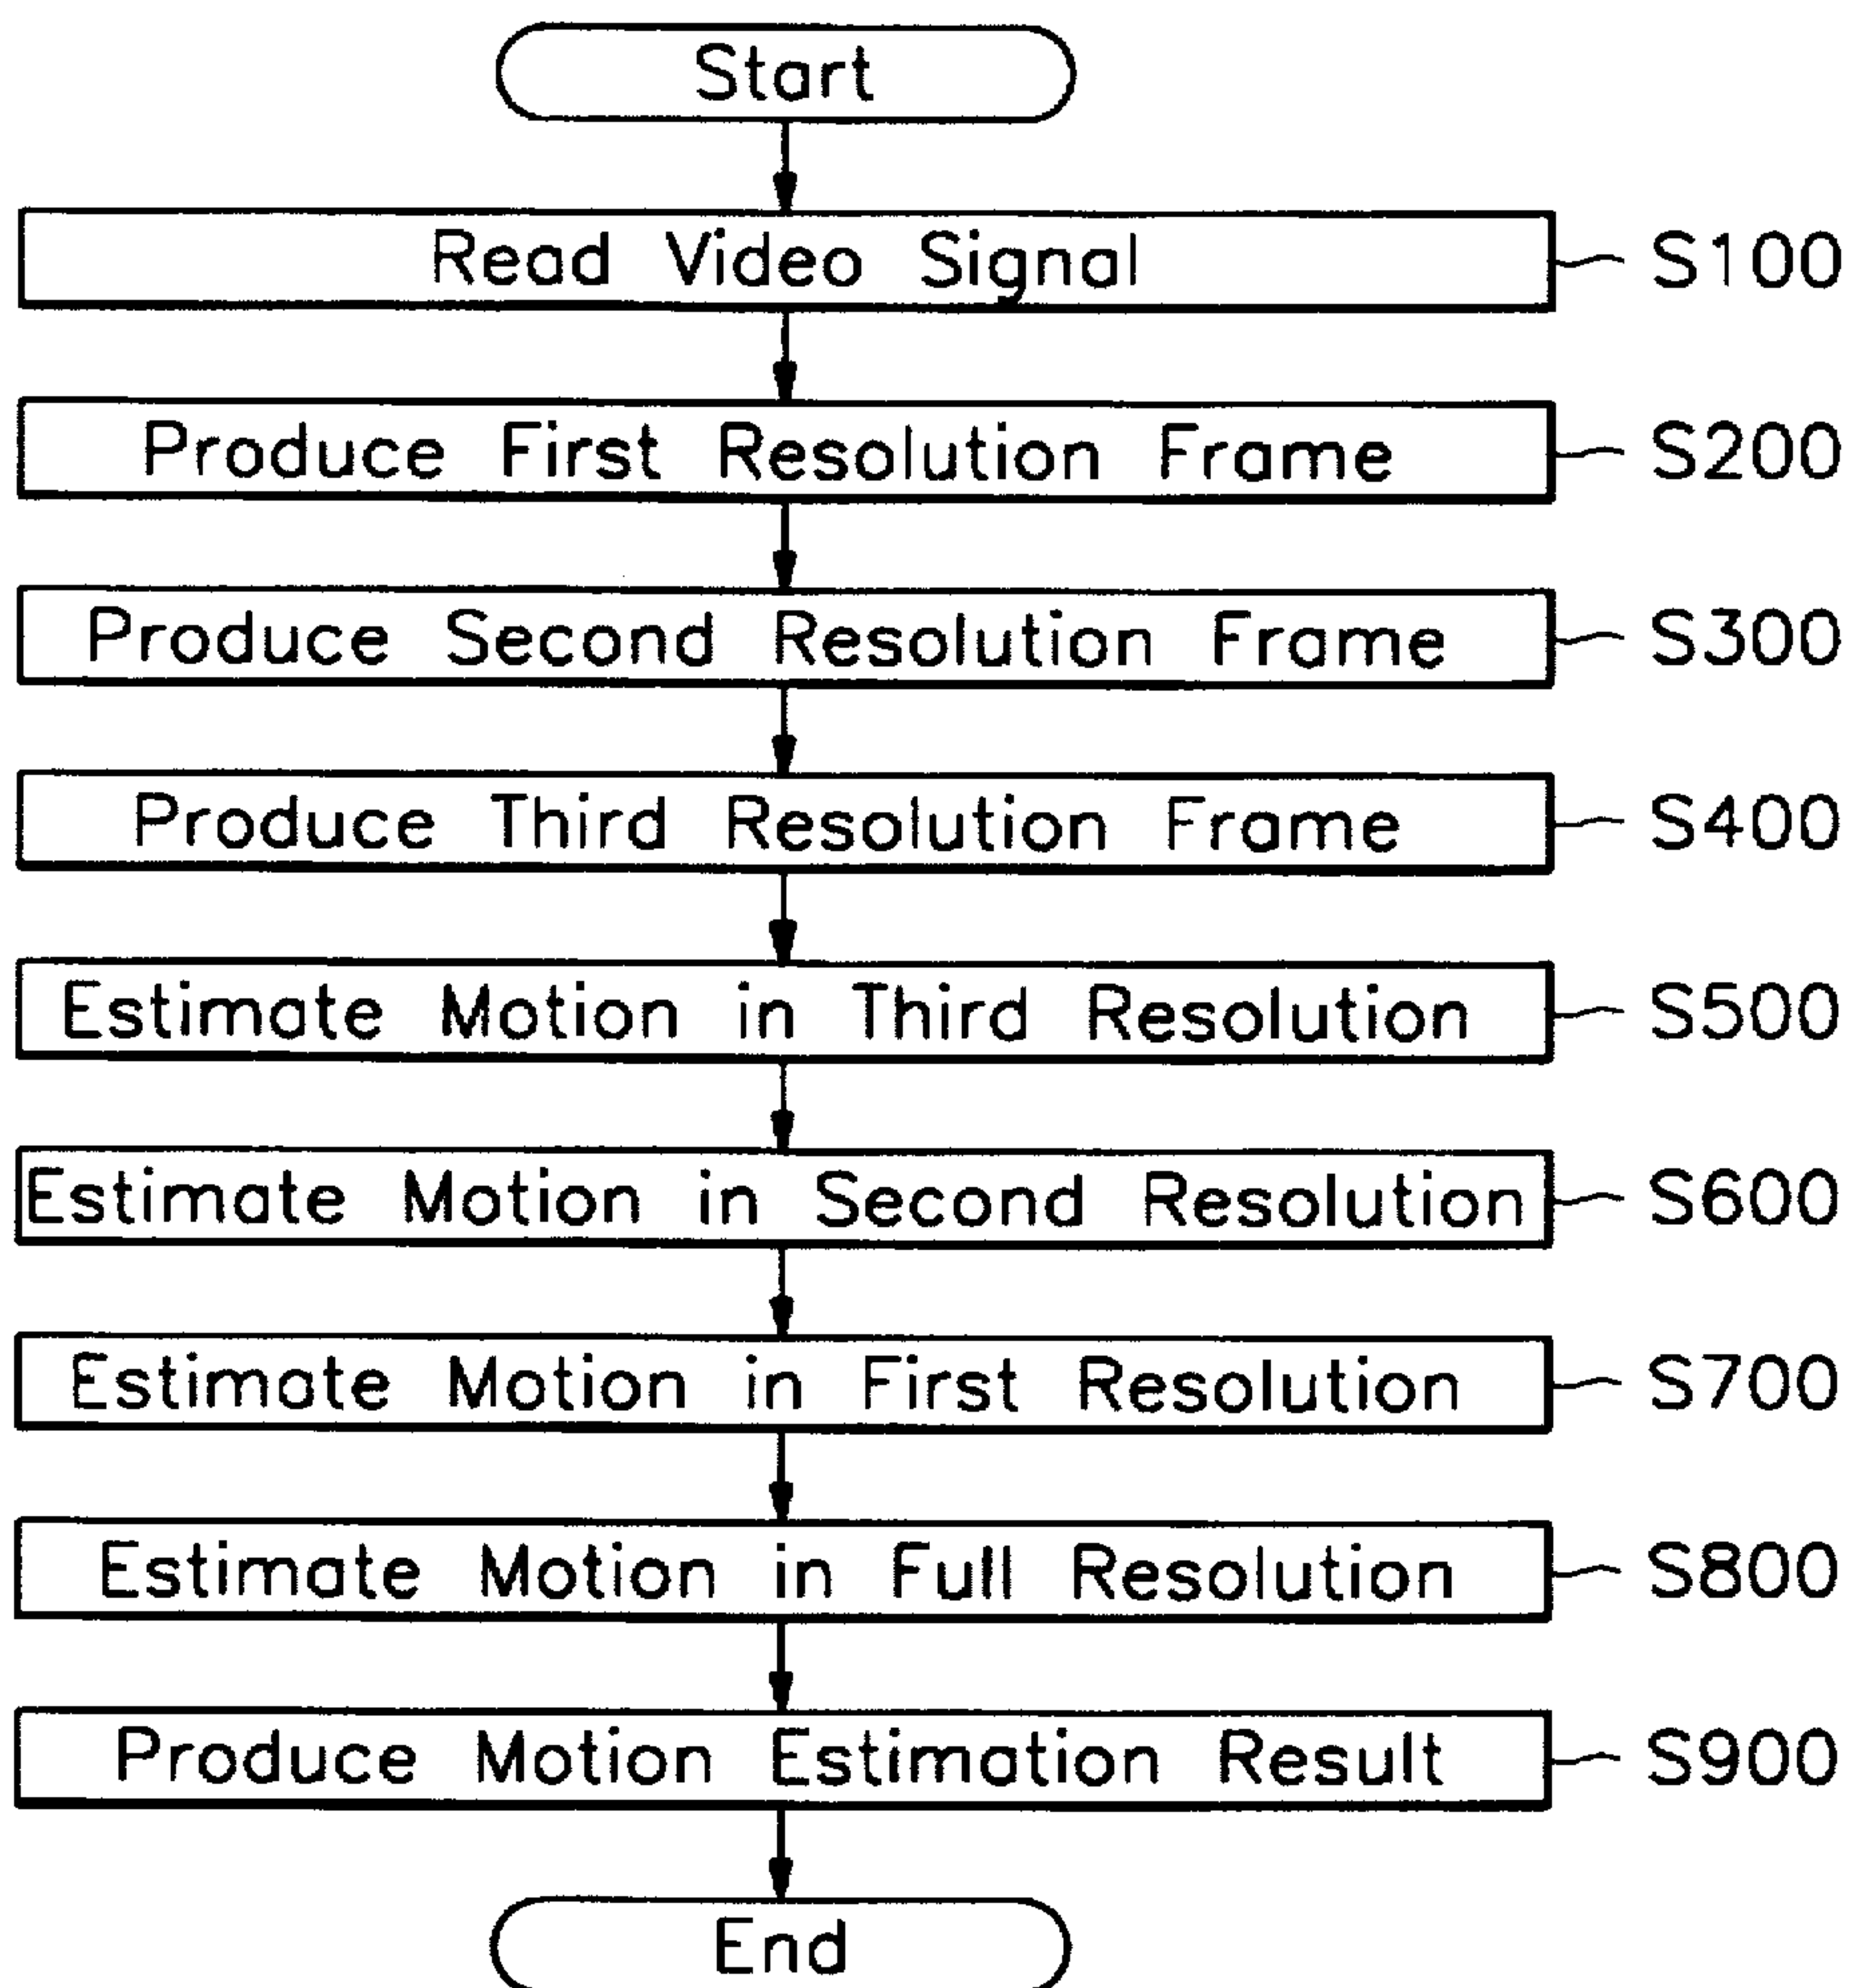 Start
Read Video Signal S100
Produce First Resolution Frame S200
Produce Second Resolution Frame S300
Produce Third Resolution Frame S400
Estimate Motion in Third Resolution S500
Estimate Motion in Second Resolution S600
Estimate Motion in First Resolution S700
Estimate Motion in Full Resolution S800
Produce Motion Estimation Result S900
End